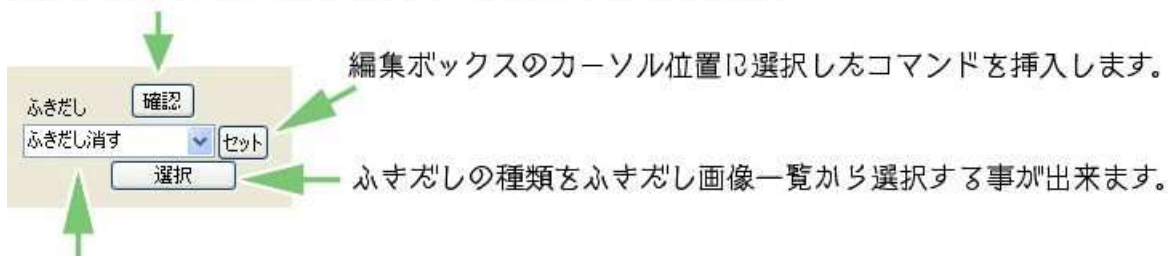 編集ボックスのカーソル位置に選択したコマンドを挿入します。
ふきだし 確認
ふきだし消す セット
選択
ふきだしの種類をふきだし画像一覧から選択する事が出来ます。